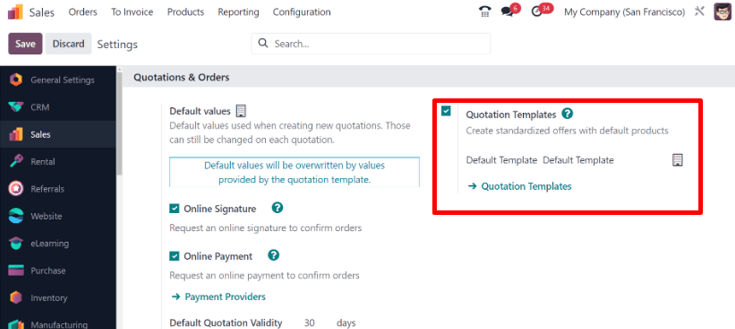 Sales Orders To Invoice Products Reporting Configuration 6 34 My Company (San Francisco)
Save Discard Settings Search...
General Settings
CRM
Sales
Rental
Referrals
Website
eLearning
Purchase
Inventory
Manufacturing
Quotations & Orders
Default values
Default values used when creating new quotations. Those
can still be changed on each quotation.
Default values will be overwritten by values
provided by the quotation template.
Online Signature ?
Request an online signature to confirm orders
Online Payment ?
Request an online payment to confirm orders
→ Payment Providers
Default Quotation Validity 30 days
Quotation Templates ?
Create standardized offers with default products
Default Template Default Template
→ Quotation Templates